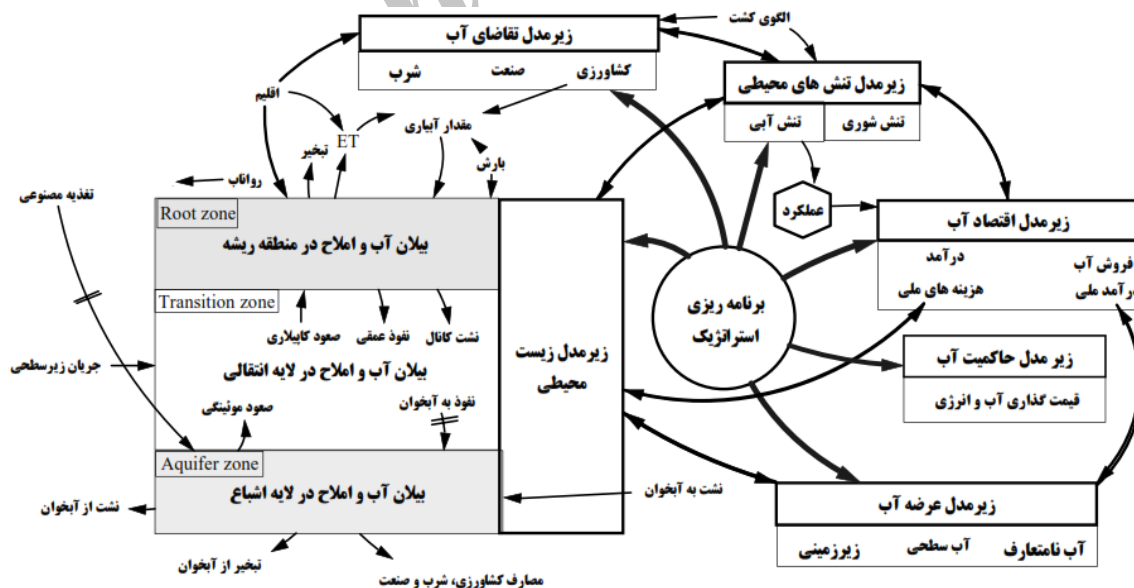 الگوی کشت
زیرمدل تقاضای آب
شرب
صنعت
کشاورزی
زیرمدل تنش های محیطی
تنش آبی
تنش شوری
اقلیم
مقدار آبیاری
ET
تبخیر
بارش
رواناب
تغذیه مصنوعی
عملکرد
Root zone
بیلان آب و املاح در منطقه ریشه
زیرمدل اقتصاد آب
درآمد
فروش آب
هزینه های ملی
درآمد ملی
برنامه ریزی
استراتژیک
Transition zone
صعود کاپیلاری
نفوذ عمقی
نشت کانال
زیرمدل زیست
محیطی
زیر مدل حاکمیت آب
قیمت گذاری آب و انرژی
جریان زیرسطحی
بیلان آب و املاح در لایه انتقالی
صعود موئینگی
نفوذ به آبخوان
Aquifer zone
بیلان آب و املاح در لایه اشباع
نشت به آبخوان
نشت از آبخوان
زیرمدل عرضه آب
زیرزمینی
آب سطحی
آب نامتعارف
تبخیر از آبخوان
مصارف کشاورزی، شرب و صنعت